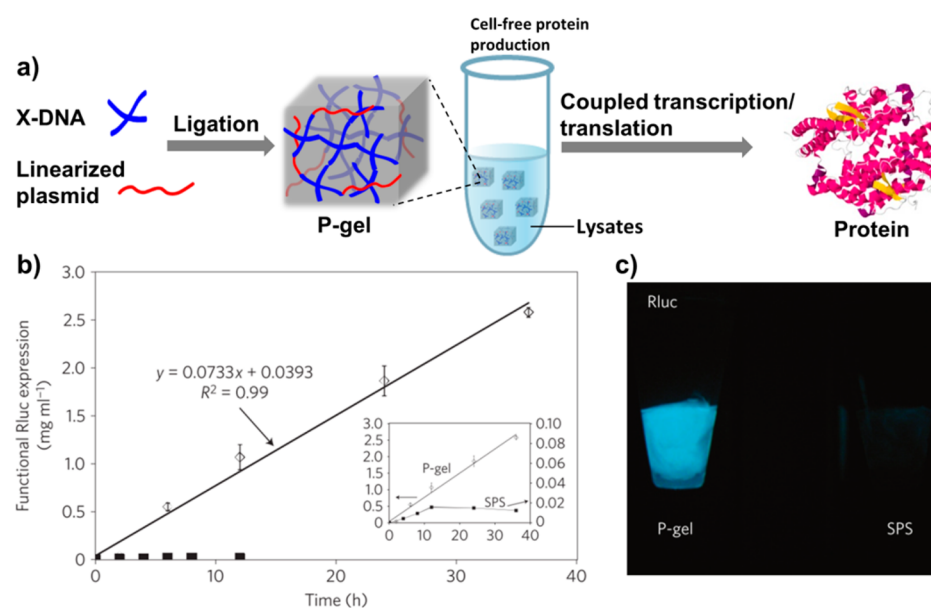 a)
X-DNA
Linearized
plasmid
Ligation
P-gel
Cell-free protein
production
Lysates
Coupled transcription/
translation
Protein
b)
Functional Rluc expression
(mg ml⁻¹)
3.0
2.5
2.0
1.5
1.0
0.5
0
0
10
20
30
40
Time (h)
y = 0.0733x + 0.0393
R² = 0.99
3.0
2.5
2.0
1.5
1.0
0.5
0
0.10
0.08
0.06
0.04
0.02
0
P-gel
SPS
0
10
20
30
40
c)
Rluc
P-gel
SPS